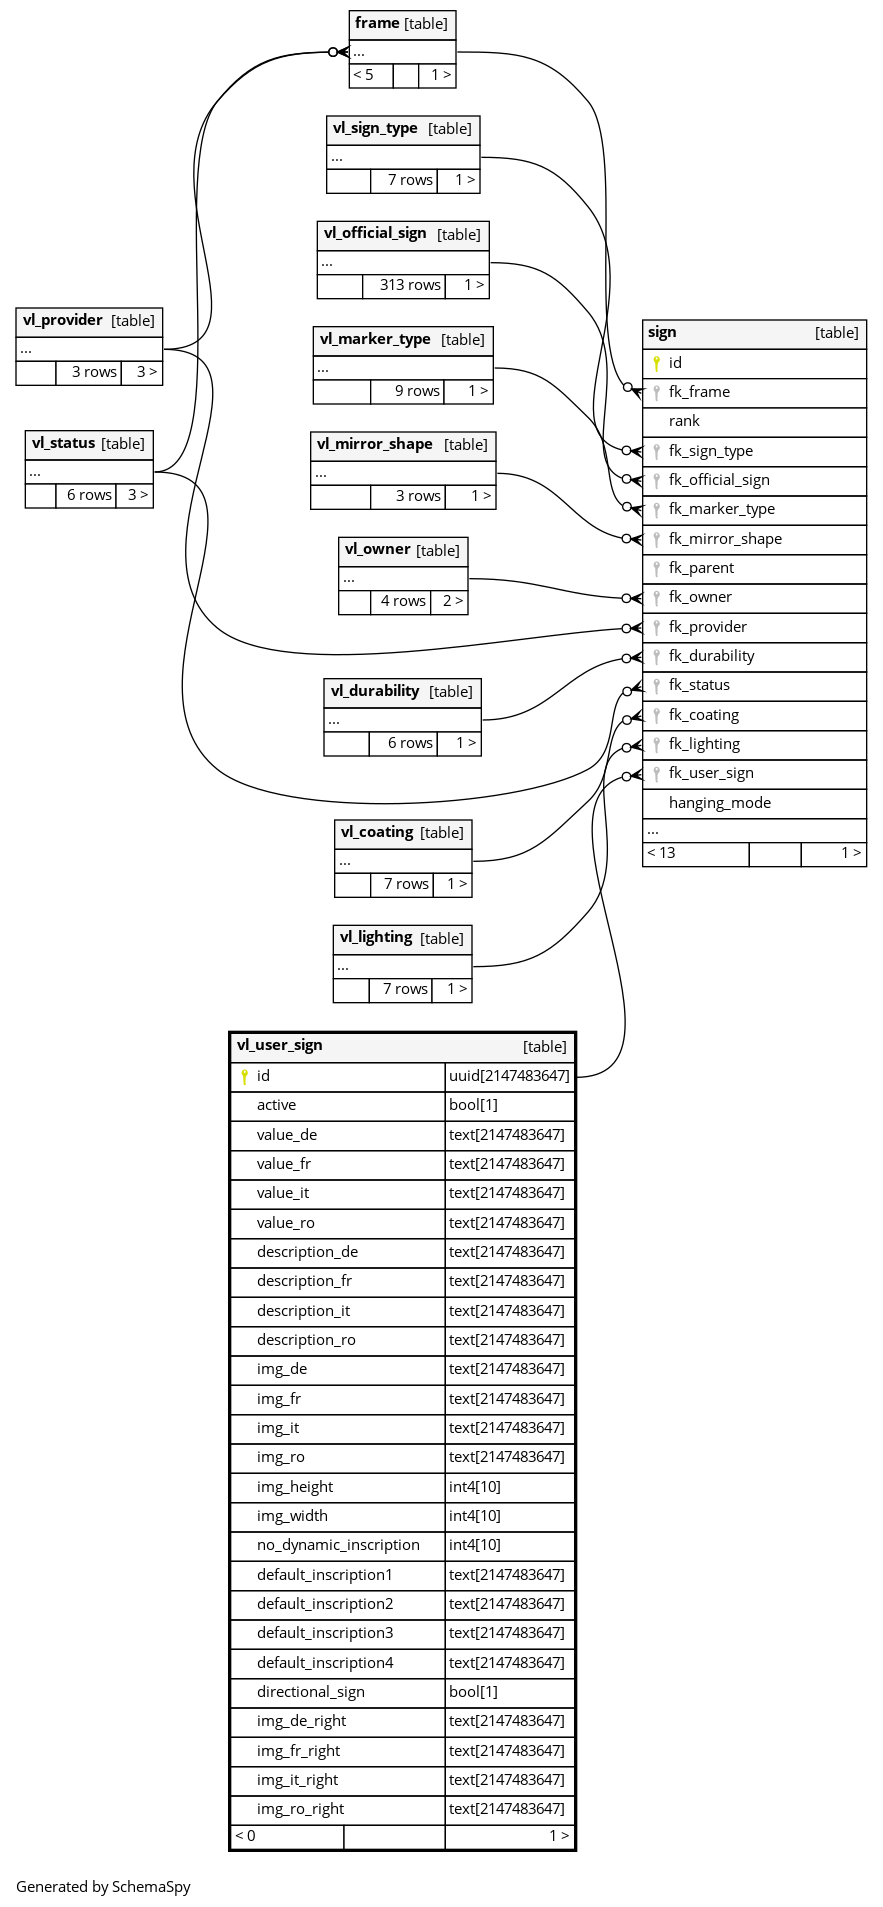 frame [table]
...
< 5 1 >
vl_sign_type [table]
...
7 rows 1 >
vl_official_sign [table]
...
313 rows 1 >
vl_provider [table]
...
3 rows 3 >
vl_marker_type [table]
...
9 rows 1 >
vl_status [table]
...
6 rows 3 >
vl_mirror_shape [table]
...
3 rows 1 >
vl_owner [table]
...
4 rows 2 >
vl_durability [table]
...
6 rows 1 >
vl_coating [table]
...
7 rows 1 >
vl_lighting [table]
...
7 rows 1 >
sign [table]
id
fk_frame
rank
fk_sign_type
fk_official_sign
fk_marker_type
fk_mirror_shape
fk_parent
fk_owner
fk_provider
fk_durability
fk_status
fk_coating
fk_lighting
fk_user_sign
hanging_mode
...
< 13 1 >
vl_user_sign [table]
id uuid[2147483647]
active bool[1]
value_de text[2147483647]
value_fr text[2147483647]
value_it text[2147483647]
value_ro text[2147483647]
description_de text[2147483647]
description_fr text[2147483647]
description_it text[2147483647]
description_ro text[2147483647]
img_de text[2147483647]
img_fr text[2147483647]
img_it text[2147483647]
img_ro text[2147483647]
img_height int4[10]
img_width int4[10]
no_dynamic_inscription int4[10]
default_inscription1 text[2147483647]
default_inscription2 text[2147483647]
default_inscription3 text[2147483647]
default_inscription4 text[2147483647]
directional_sign bool[1]
img_de_right text[2147483647]
img_fr_right text[2147483647]
img_it_right text[2147483647]
img_ro_right text[2147483647]
< 0 1 >
Generated by SchemaSpy